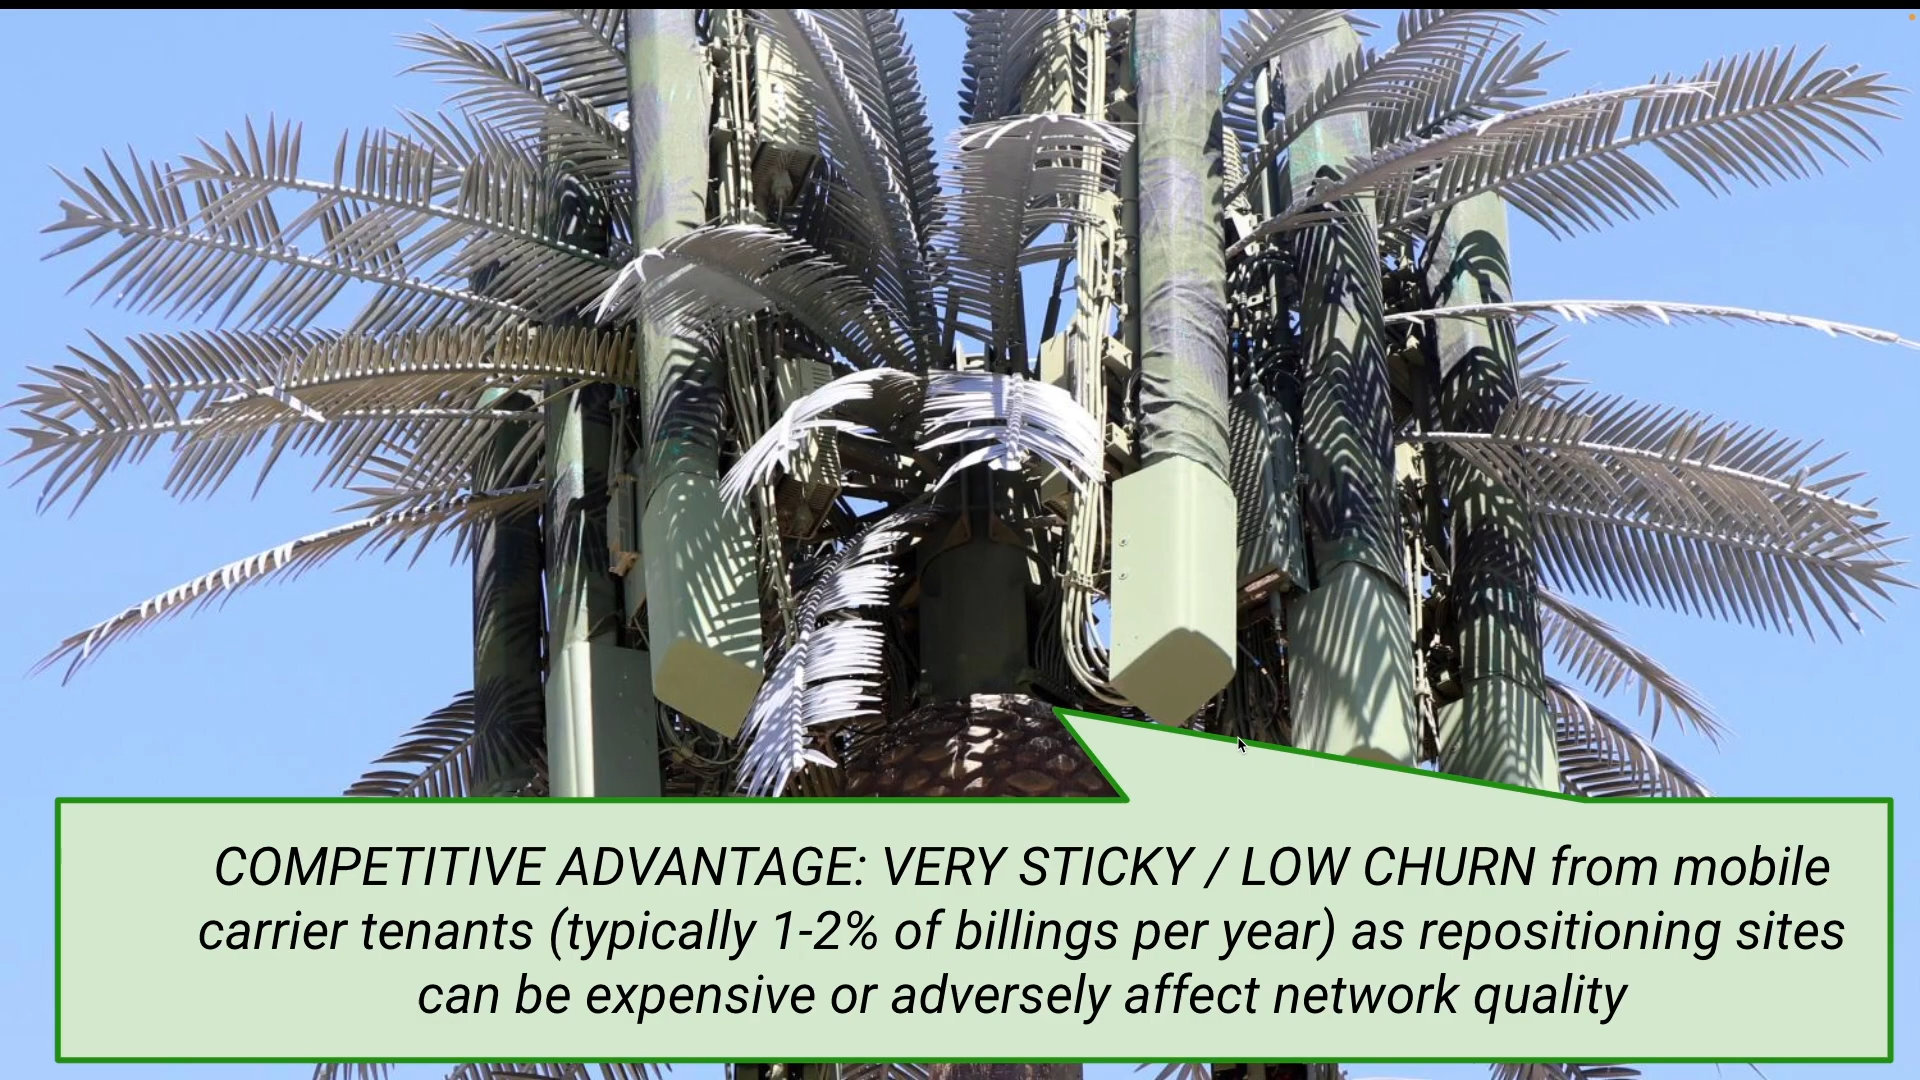 COMPETITIVE ADVANTAGE: VERY STICKY / LOW CHURN from mobile
carrier tenants (typically 1-2% of billings per year) as repositioning sites
can be expensive or adversely affect network quality